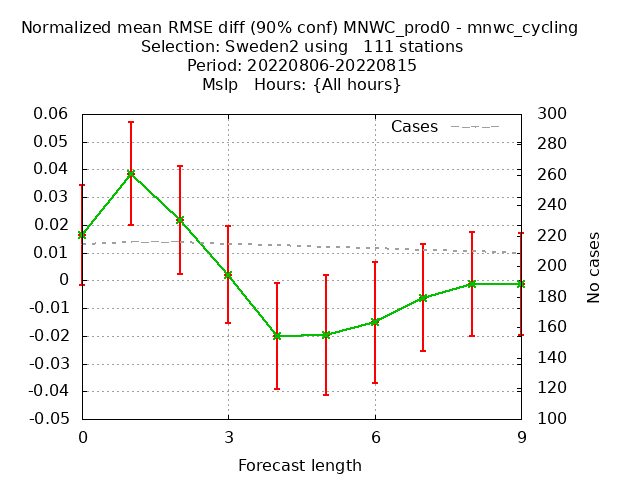 Normalized mean RMSE diff (90% conf) MNWC_prod0 - mnwc_cycling
Selection: Sweden2 using   111 stations
Period: 20220806-20220815
Mslp   Hours: {All hours}
Cases
0.06
0.05
0.04
0.03
0.02
0.01
0
-0.01
-0.02
-0.03
-0.04
-0.05
300
280
260
240
220
200
180
160
140
120
100
No cases
0 3 6 9
Forecast length